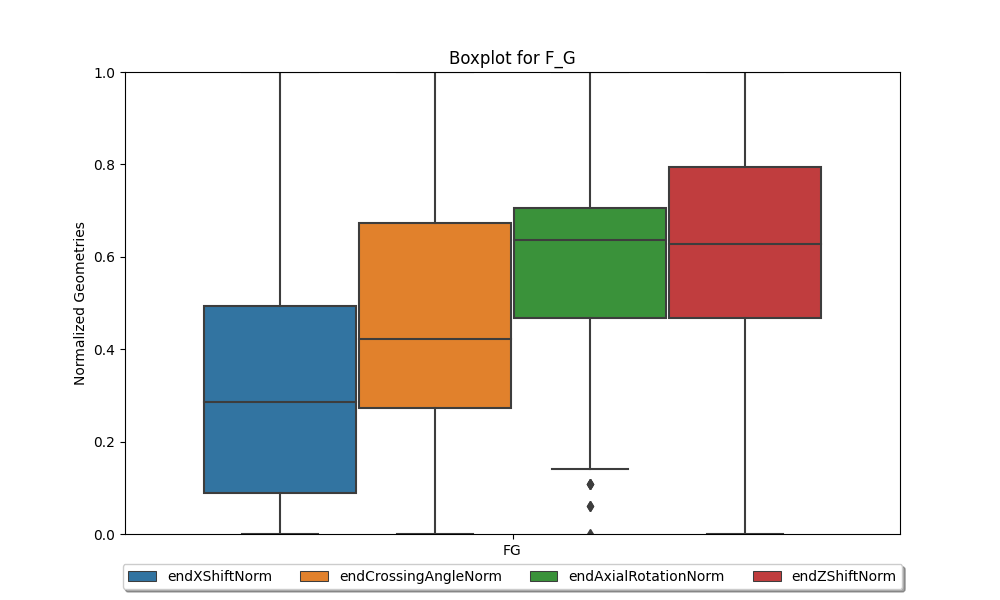 Boxplot for F_G
1.0
0.8
0.6
0.4
0.2
0.0
Normalized Geometries
FG
endXShiftNorm endCrossingAngleNorm endAxialRotationNorm endZShiftNorm